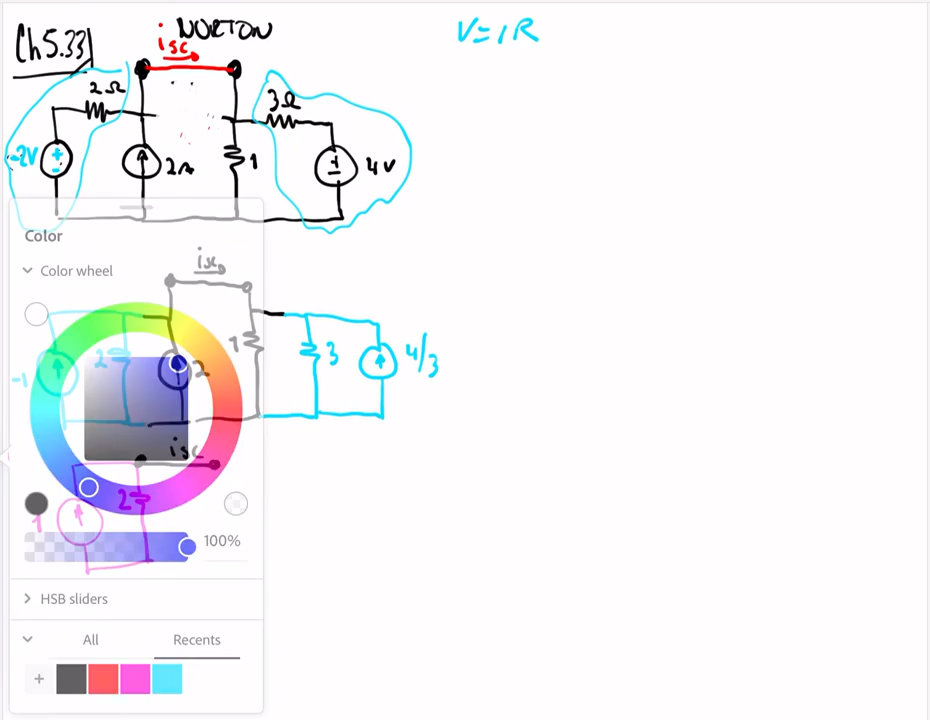 NORTON
V=IR
Ch5.33
isc
2Ω
3Ω
-2V
+
-
2A
1
+
-
4V
Color
Color wheel
isc
1
2
2
3
4/3
-1
isc
2
1
100%
HSB sliders
All
Recents
+